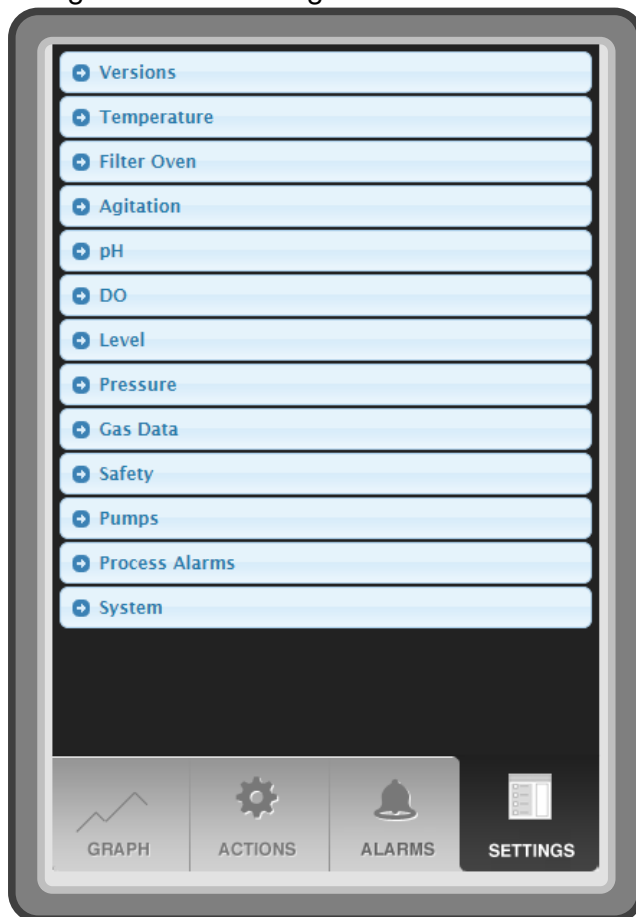 Versions
Temperature
Filter Oven
Agitation
pH
DO
Level
Pressure
Gas Data
Safety
Pumps
Process Alarms
System
GRAPH ACTIONS ALARMS SETTINGS